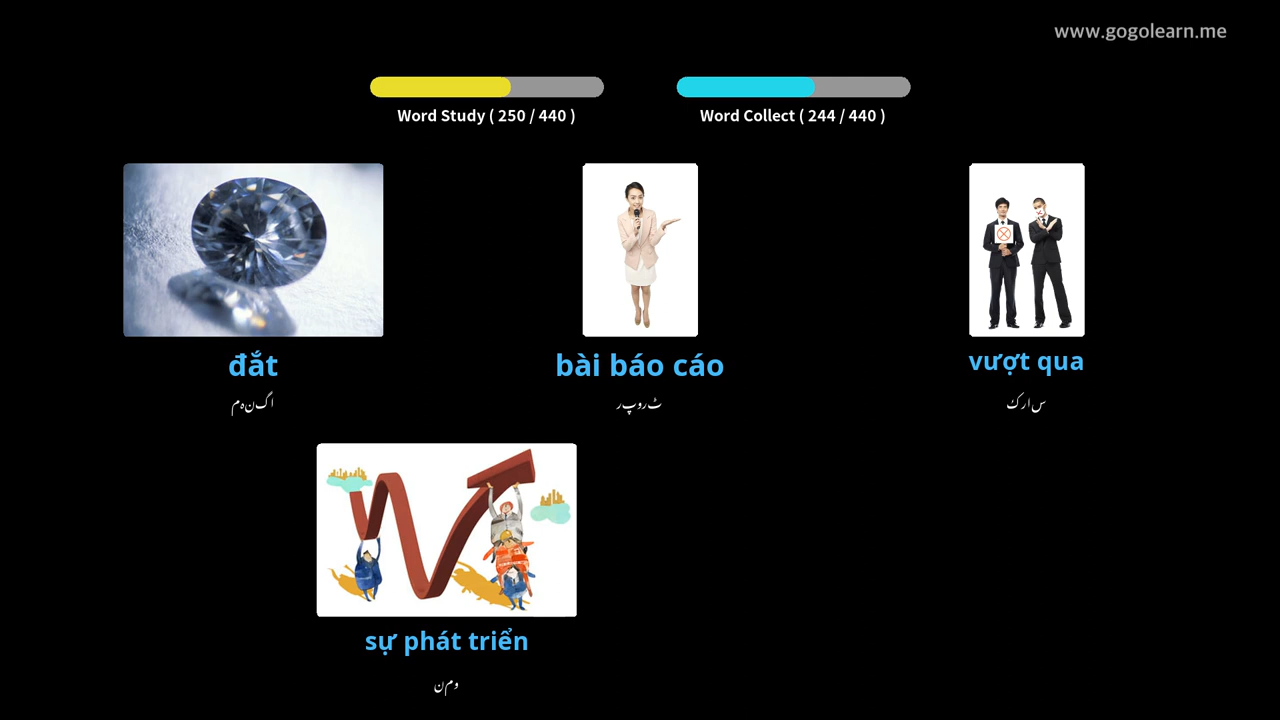 www.gogolearn.me
Word Study ( 250 / 440 )
Word Collect ( 244 / 440 )
đắt
اگنہم
bài báo cáo
ٹروپر
vượt qua
سارک
sự phát triển
ومن